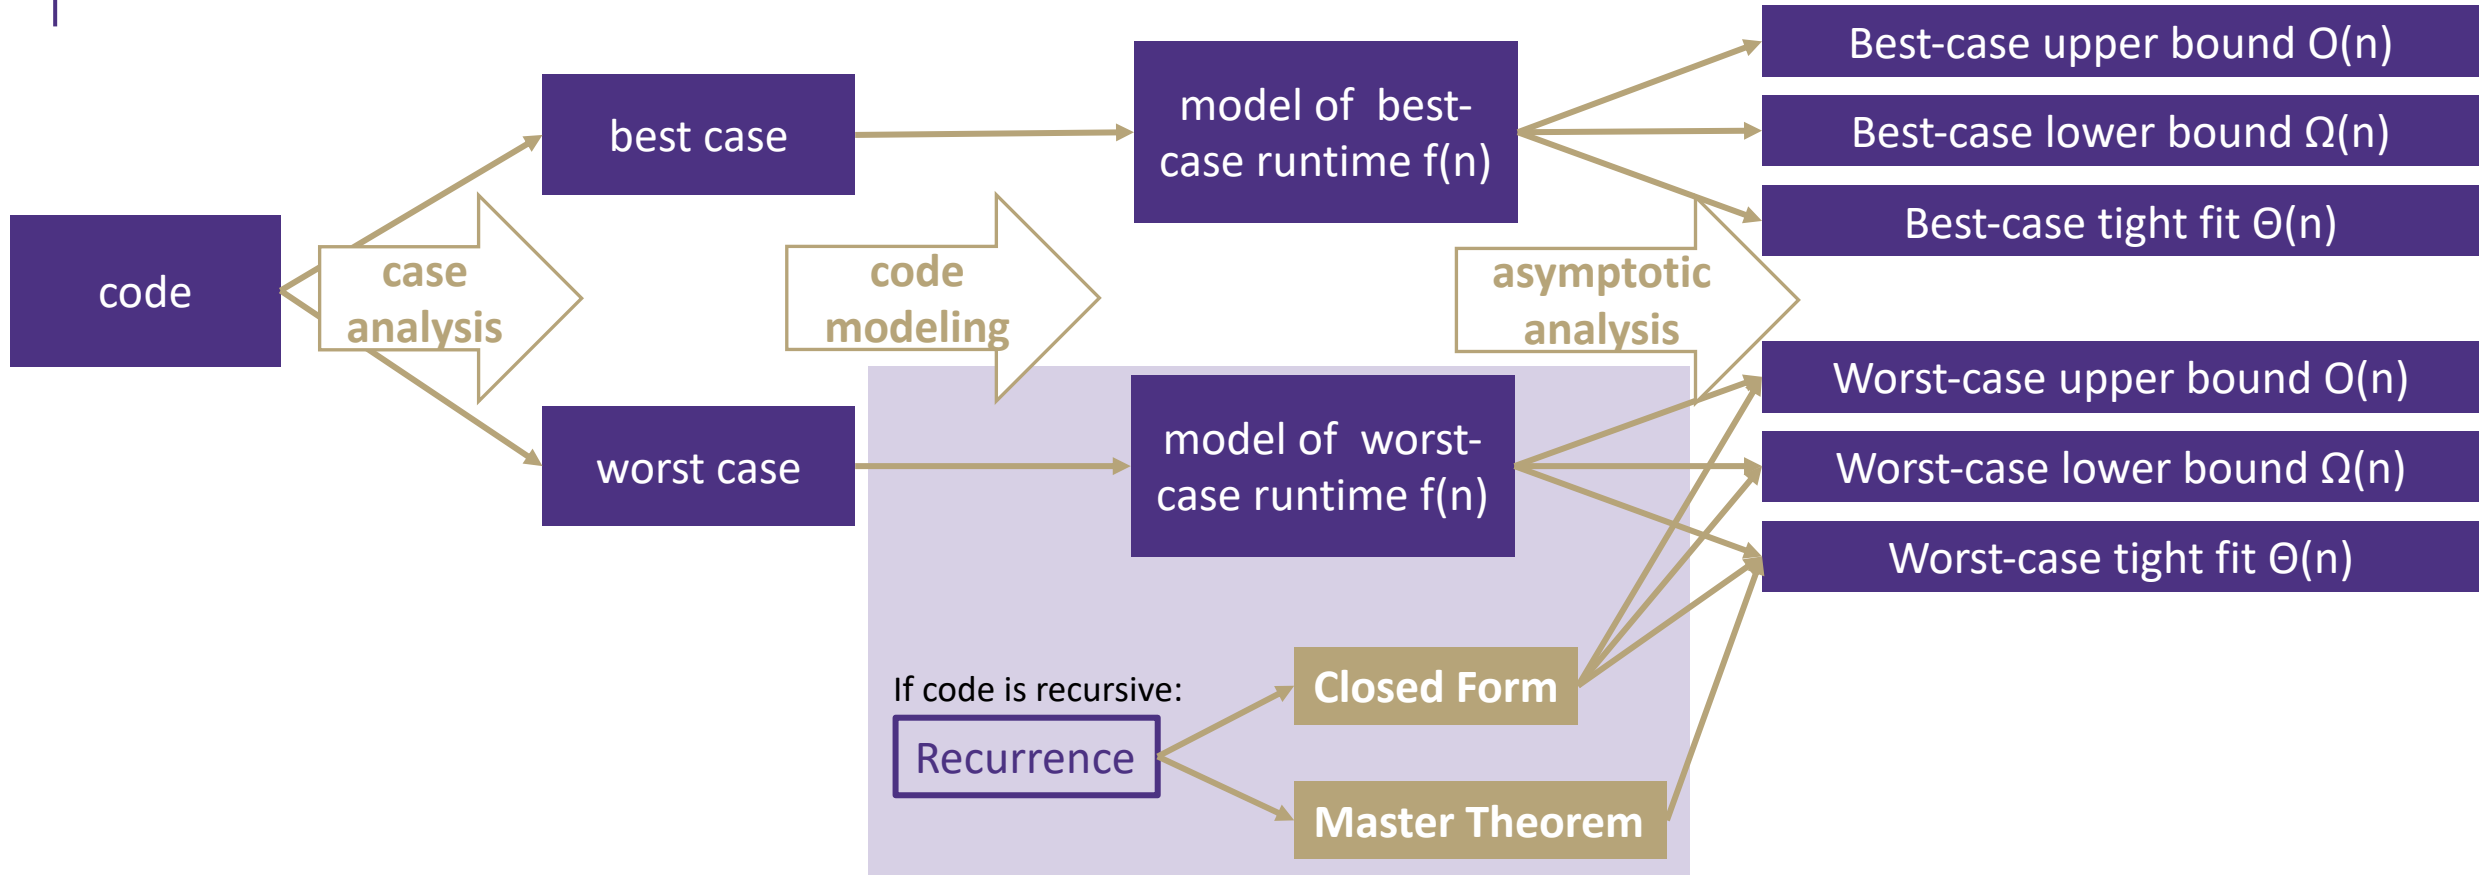 code
case
analysis
best case
worst case
code
modeling
model of best-
case runtime f(n)
model of worst-
case runtime f(n)
If code is recursive:
Recurrence
Closed Form
Master Theorem
asymptotic
analysis
Best-case upper bound O(n)
Best-case lower bound Ω(n)
Best-case tight fit Θ(n)
Worst-case upper bound O(n)
Worst-case lower bound Ω(n)
Worst-case tight fit Θ(n)